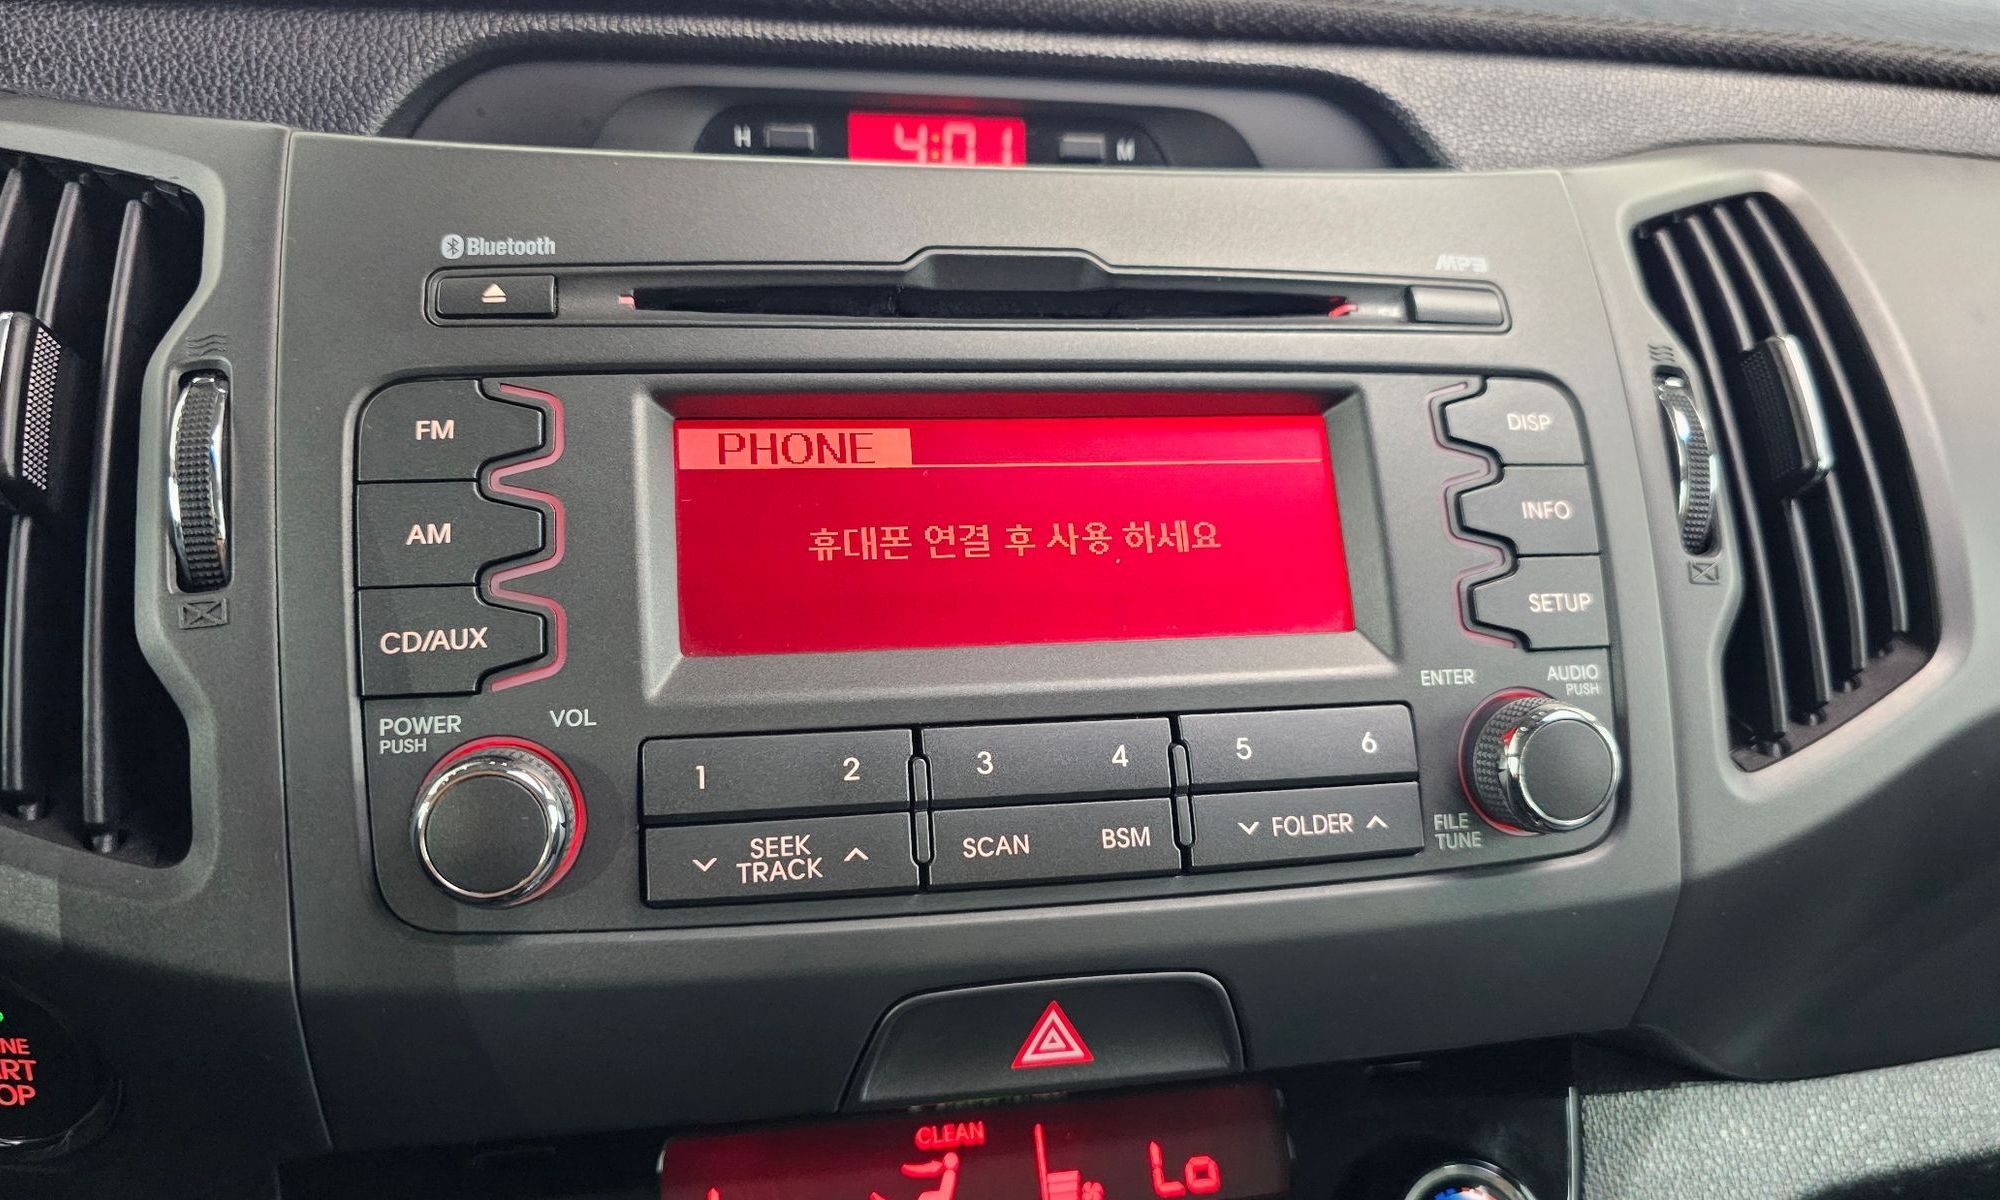 H 4:01 M
Bluetooth
MP3
FM
AM
CD/AUX
PHONE
휴대폰 연결 후 사용 하세요
DISP
INFO
SETUP
POWER
PUSH
VOL
ENTER
AUDIO
PUSH
1 2 3 4 5 6
SEEK
TRACK
SCAN BSM
FOLDER
FILE
TUNE
CLEAN
Lo